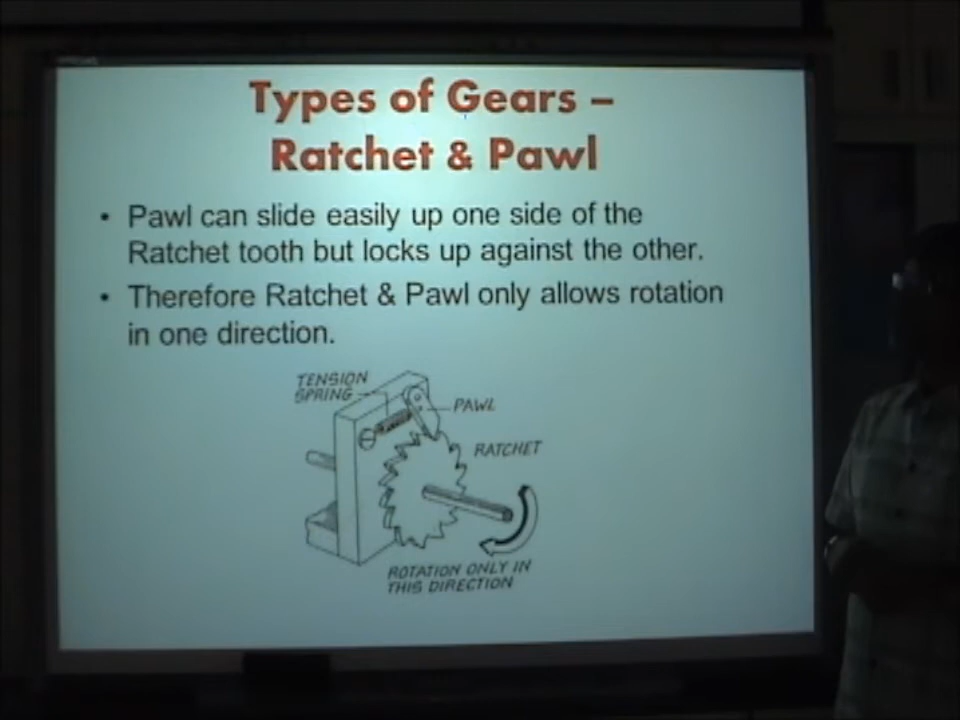 Types of Gears –
Ratchet & Pawl
• Pawl can slide easily up one side of the
Ratchet tooth but locks up against the other.
• Therefore Ratchet & Pawl only allows rotation
in one direction.
TENSION
SPRING
PAWL
RATCHET
ROTATION ONLY IN
THIS DIRECTION